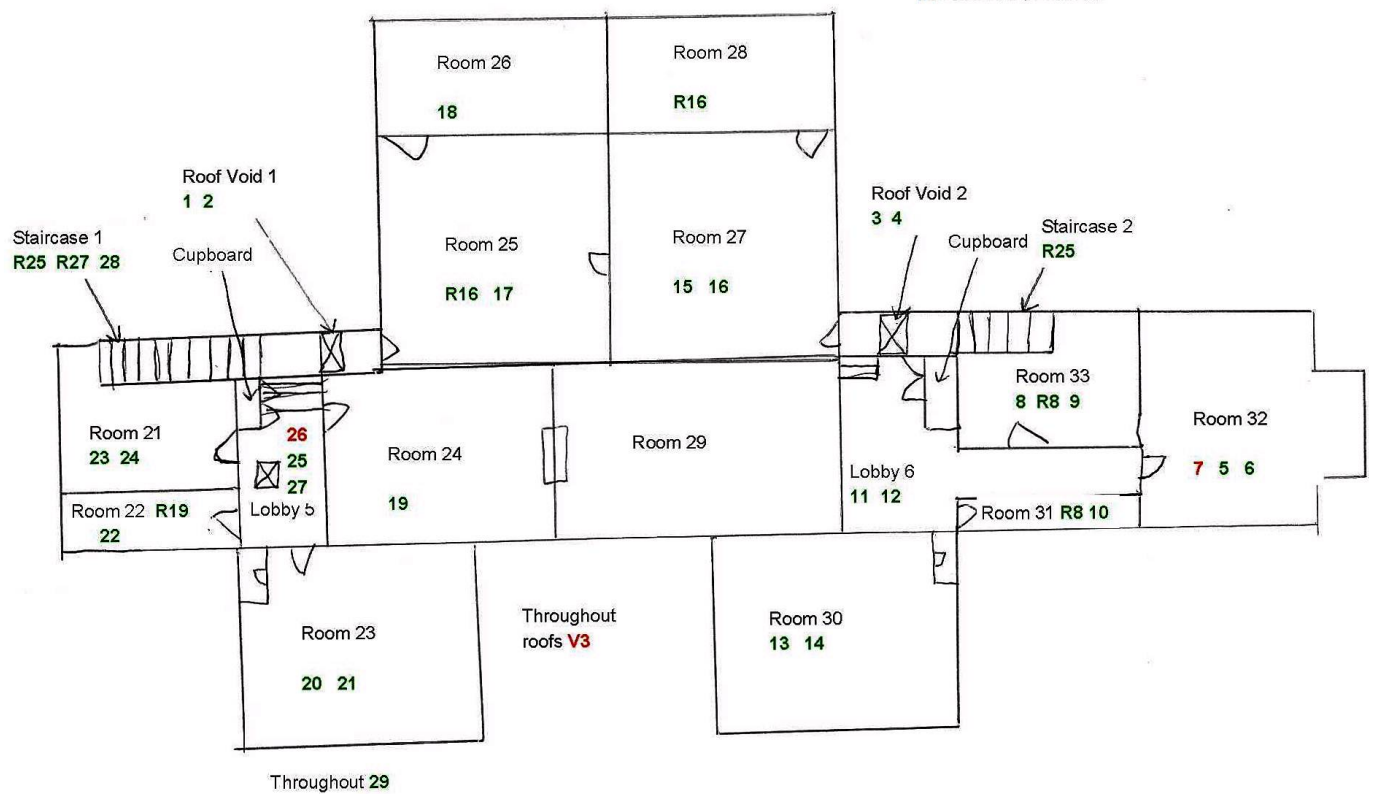 Room 26
18
Room 28
R16
Roof Void 1
1 2
Roof Void 2
3 4
Staircase 1
R25 R27 28
Cupboard
Room 25
R16 17
Room 27
15 16
Cupboard
Staircase 2
R25
Room 21
23 24
26
25
27
Lobby 5
Room 22 R19
22
Room 24
19
Room 29
Lobby 6
11 12
Room 33
8 R8 9
Room 32
7 5 6
Room 31 R8 10
Room 23
20 21
Throughout
roofs V3
Room 30
13 14
Throughout 29